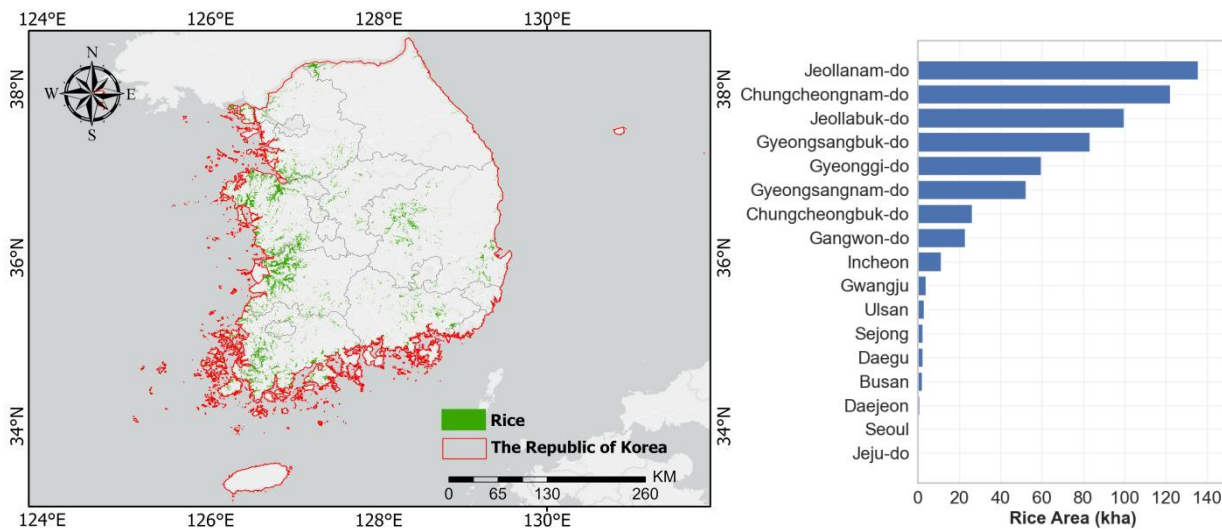 124°E
126°E
128°E
130°E
38°N
36°N
34°N
N
W
E
S
38°N
36°N
34°N
Rice
The Republic of Korea
KM
0 65 130 260
124°E
126°E
128°E
130°E
Jeollanam-do
Chungcheongnam-do
Jeollabuk-do
Gyeongsangbuk-do
Gyeonggi-do
Gyeongsangnam-do
Chungcheongbuk-do
Gangwon-do
Incheon
Gwangju
Ulsan
Sejong
Daegu
Busan
Daejeon
Seoul
Jeju-do
0 20 40 60 80 100 120 140
Rice Area (kha)